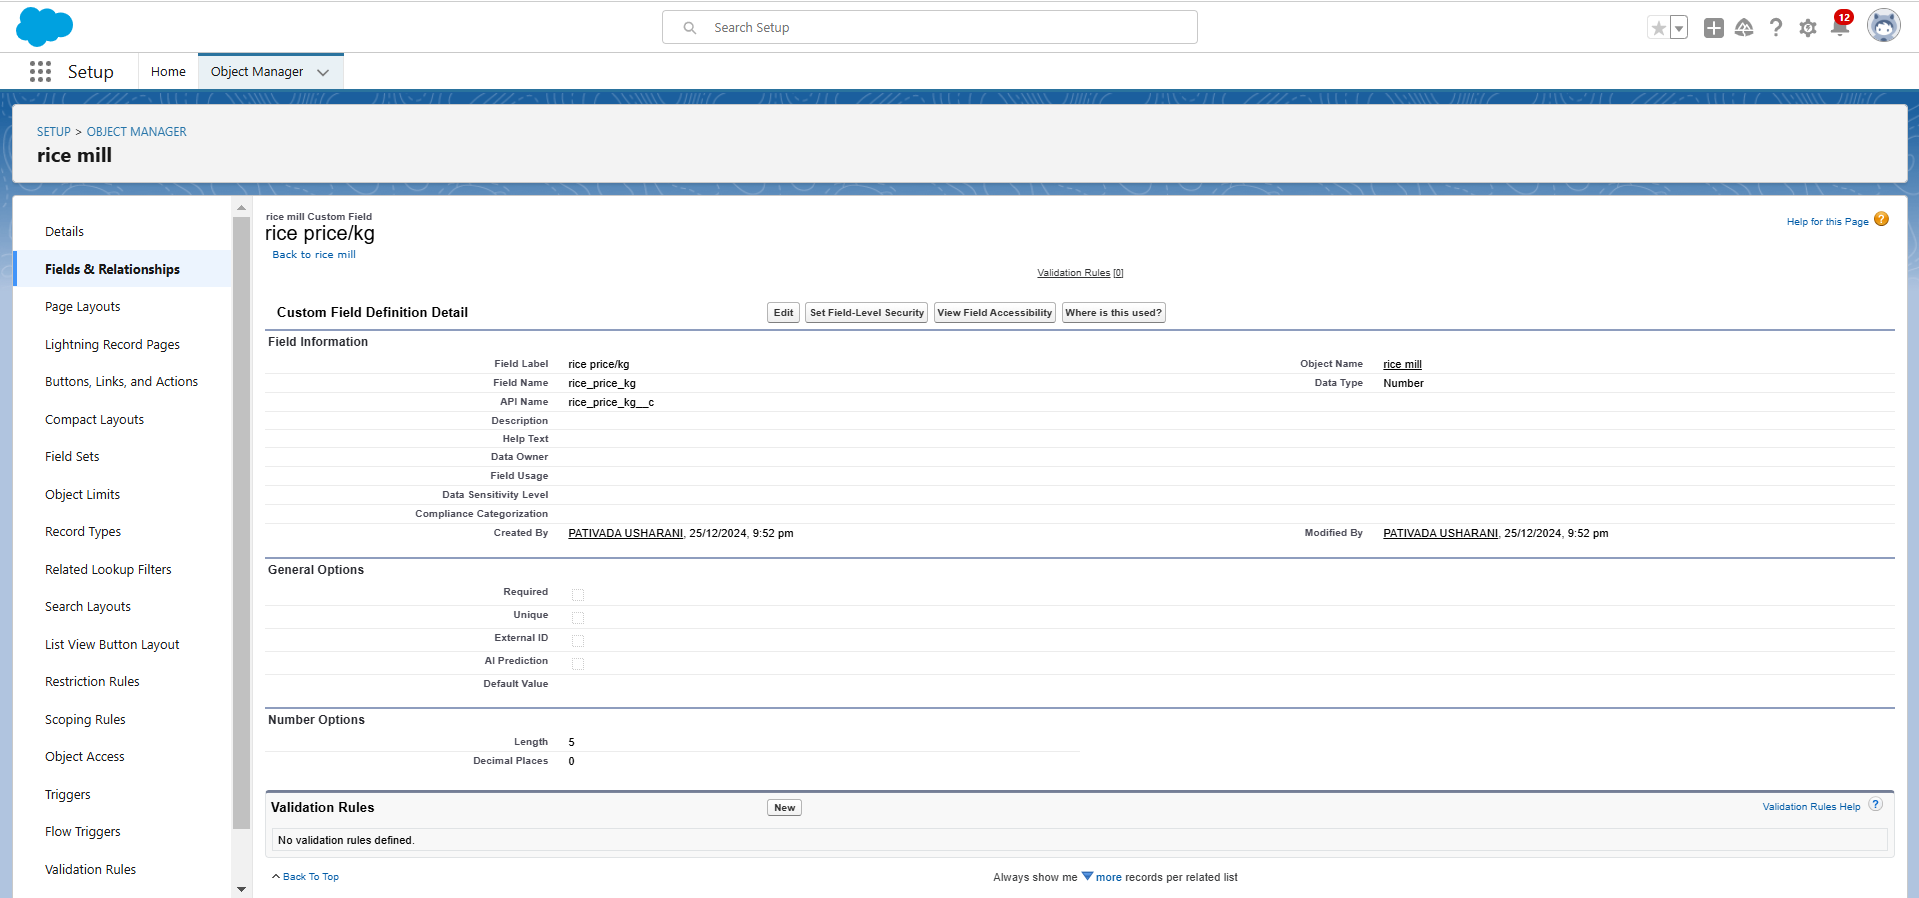 Search Setup
12
Setup
Home
Object Manager
SETUP > OBJECT MANAGER
rice mill
Details
Fields & Relationships
Page Layouts
Lightning Record Pages
Buttons, Links, and Actions
Compact Layouts
Field Sets
Object Limits
Record Types
Related Lookup Filters
Search Layouts
List View Button Layout
Restriction Rules
Scoping Rules
Object Access
Triggers
Flow Triggers
Validation Rules
rice mill Custom Field
rice price/kg
Back to rice mill
Help for this Page ?
Validation Rules [0]
Custom Field Definition Detail
Edit Set Field-Level Security View Field Accessibility Where is this used?
Field Information
Field Label rice price/kg Object Name rice mill
Field Name rice_price_kg Data Type Number
API Name rice_price_kg__c
Description
Help Text
Data Owner
Field Usage
Data Sensitivity Level
Compliance Categorization
Created By PATIVADA USHARANI, 25/12/2024, 9:52 pm Modified By PATIVADA USHARANI, 25/12/2024, 9:52 pm
General Options
Required
Unique
External ID
AI Prediction
Default Value
Number Options
Length 5
Decimal Places 0
Validation Rules New Validation Rules Help ?
No validation rules defined.
Back To Top Always show me more records per related list